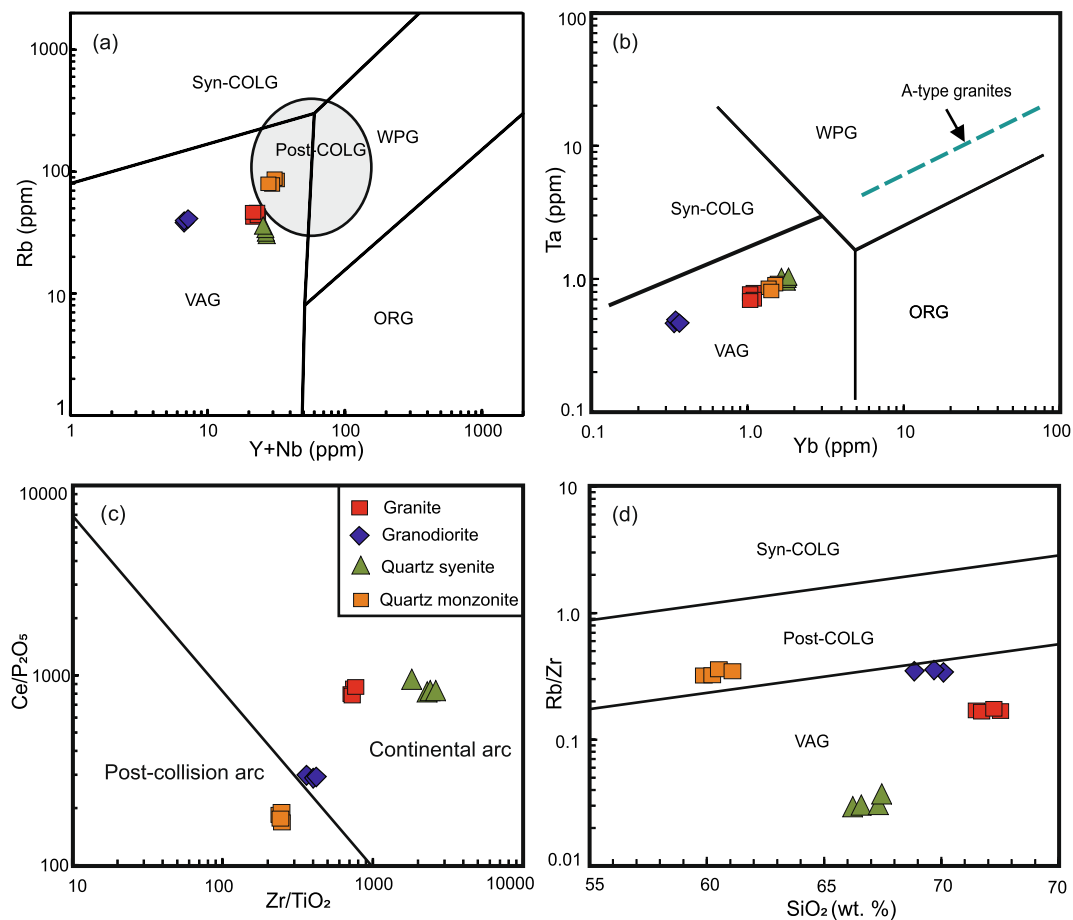 (a)
1000
100
10
1
Rb (ppm)
Syn-COLG
WPG
Post-COLG
VAG
ORG
1 10 100 1000
Y+Nb (ppm)
(b)
100
10
1.0
0.1
Ta (ppm)
A-type granites
WPG
Syn-COLG
VAG
ORG
0.1 1.0 10 100
Yb (ppm)
(c)
10000
1000
100
Ce/P₂O₅
Granite
Granodiorite
Quartz syenite
Quartz monzonite
Continental arc
Post-collision arc
10 100 1000 10000
Zr/TiO₂
(d)
10
1.0
0.1
0.01
Rb/Zr
Syn-COLG
Post-COLG
VAG
55 60 65 70 70
SiO₂ (wt. %)